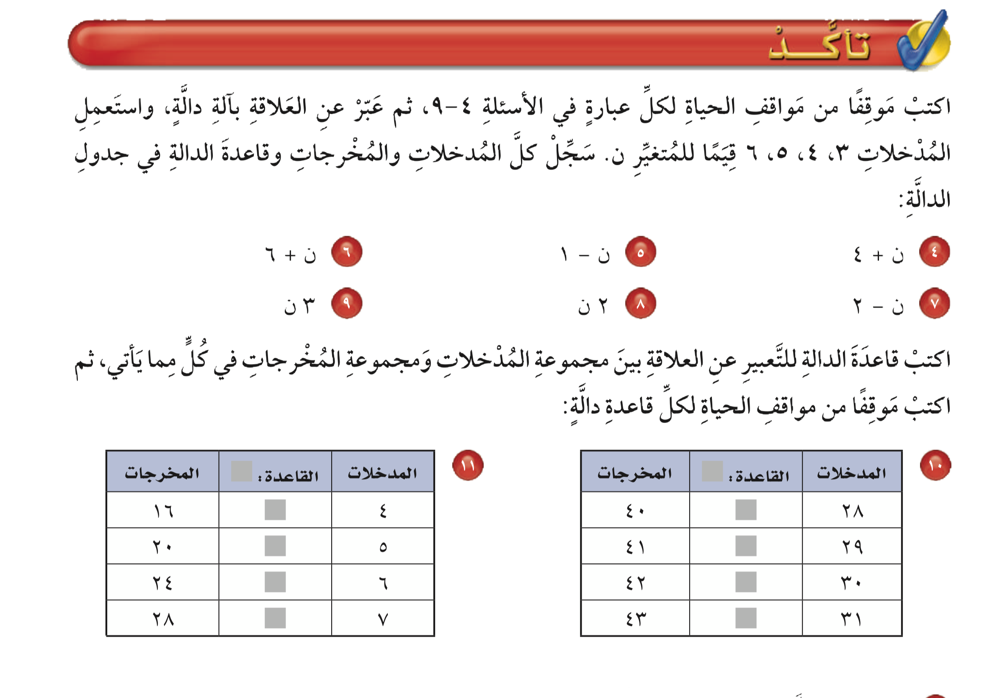 تأكَّــدْ
اكتبْ مَوقِفًا من مَواقفِ الحياةِ لكلِّ عبارةٍ في الأسئلةِ ٤–٩، ثم عَبّرْ عنِ العَلاقةِ بآلةِ دالَّةٍ، واستَعمِلِ
المُدْخلاتِ ٣، ٤، ٥، ٦ قِيَمًا للمُتغيِّرِ ن. سَجِّلْ كلَّ المُدخلاتِ والمُخْرجاتِ وقاعدةَ الدالةِ في جدولِ
الدالَّةِ:
٤ ن + ٤ ٥ ن – ١ ٦ ن + ٦
٧ ن – ٢ ٨ ٢ ن ٩ ٣ ن
اكتبْ قاعدَةَ الدالةِ للتَّعبيرِ عنِ العلاقةِ بينَ مجموعةِ المُدْخلاتِ وَمجموعةِ المُخْرجاتِ في كُلٍّ مِما يَأتي، ثم
اكتبْ مَوقِفًا من مواقفِ الحياةِ لكلِّ قاعدةِ دالَّةٍ:
١٠
المدخلات القاعدة: المخرجات
٢٨ ٤٠
٢٩ ٤١
٣٠ ٤٢
٣١ ٤٣
١١
المدخلات القاعدة: المخرجات
٤ ١٦
٥ ٢٠
٦ ٢٤
٧ ٢٨